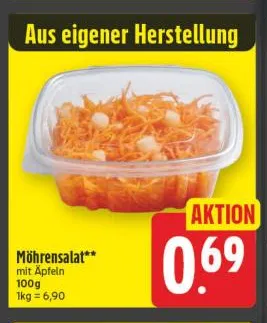 Aus eigener Herstellung
AKTION
0.69
Möhrensalat**
mit Äpfeln
100g
1kg = 6,90